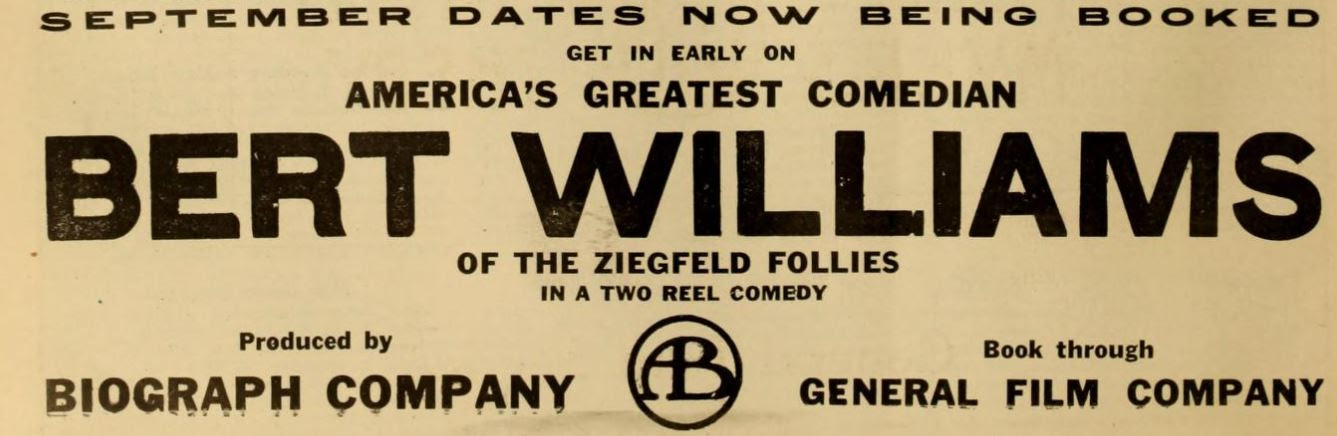 SEPTEMBER DATES NOW BEING BOOKED
GET IN EARLY ON
AMERICA'S GREATEST COMEDIAN
BERT WILLIAMS
OF THE ZIEGFELD FOLLIES
IN A TWO REEL COMEDY
Produced by
BIOGRAPH COMPANY
AB
Book through
GENERAL FILM COMPANY